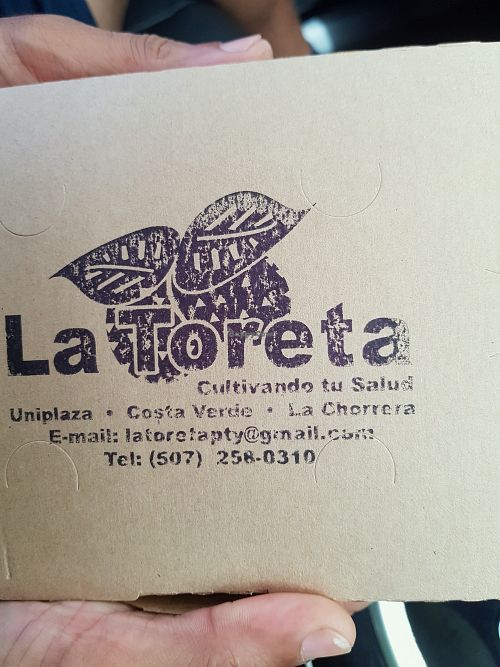 La Toreta
Cultivando tu Salud
Uniplaza • Costa Verde • La Chorrera
E-mail: latoretapty@gmail.com
Tel: (507) 258-0310